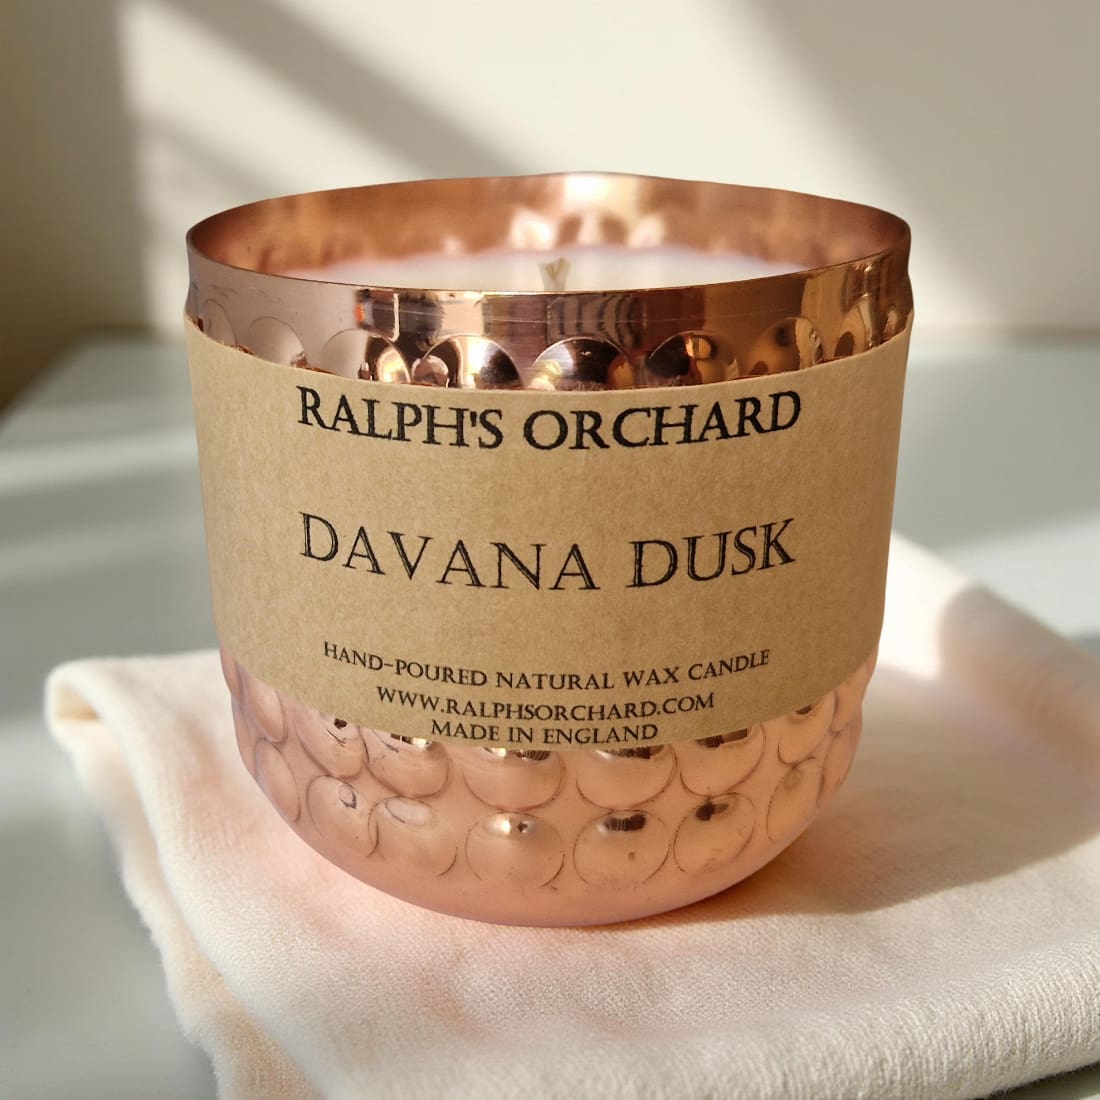 RALPH'S ORCHARD
DAVANA DUSK
HAND-POURED NATURAL WAX CANDLE
WWW.RALPHSORCHARD.COM
MADE IN ENGLAND